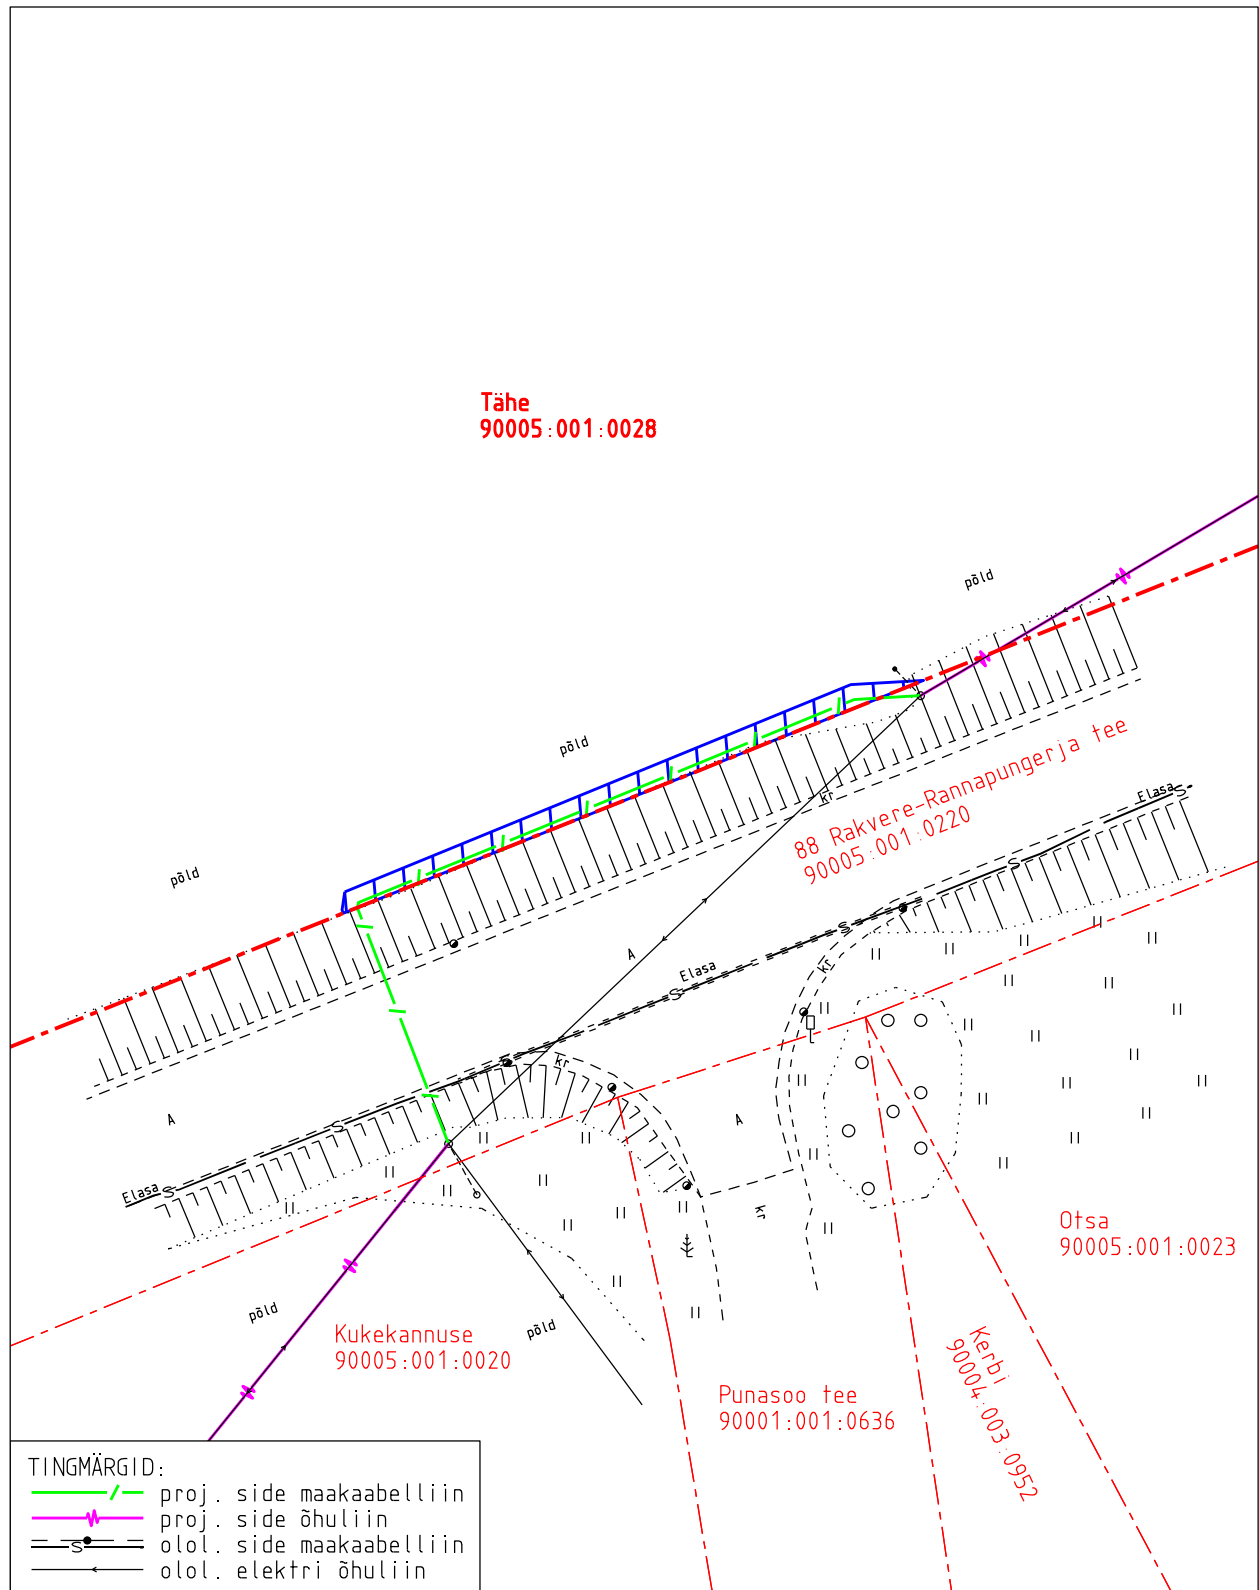 Tähe
90005:001:0028
põld
põld
põld
88 Rakvere-Rannapungerja tee
90005:001:0220
kr
Elasa
S
S
põld
A
Elasa
S
S
kr
kr
A
S
A
Elasa
S
kr
Otsa
90005:001:0023
põld
põld
Kukekannuse
90005:001:0020
Kerbi
90004:003:0952
Punasoo tee
90001:001:0636
TINGMÄRGID:
proj. side maakaabelliin
proj. side õhuliin
S
olol. side maakaabelliin
olol. elektri õhuliin